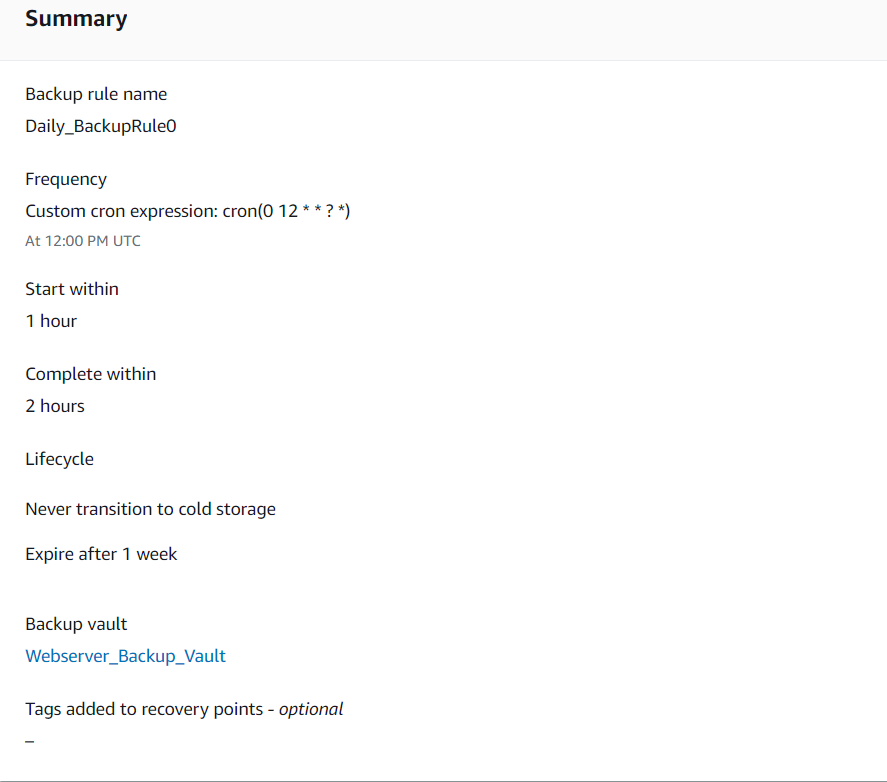 Summary
Backup rule name
Daily_BackupRule0
Frequency
Custom cron expression: cron(0 12 * * ? *)
At 12:00 PM UTC
Start within
1 hour
Complete within
2 hours
Lifecycle
Never transition to cold storage
Expire after 1 week
Backup vault
Webserver_Backup_Vault
Tags added to recovery points - optional
–